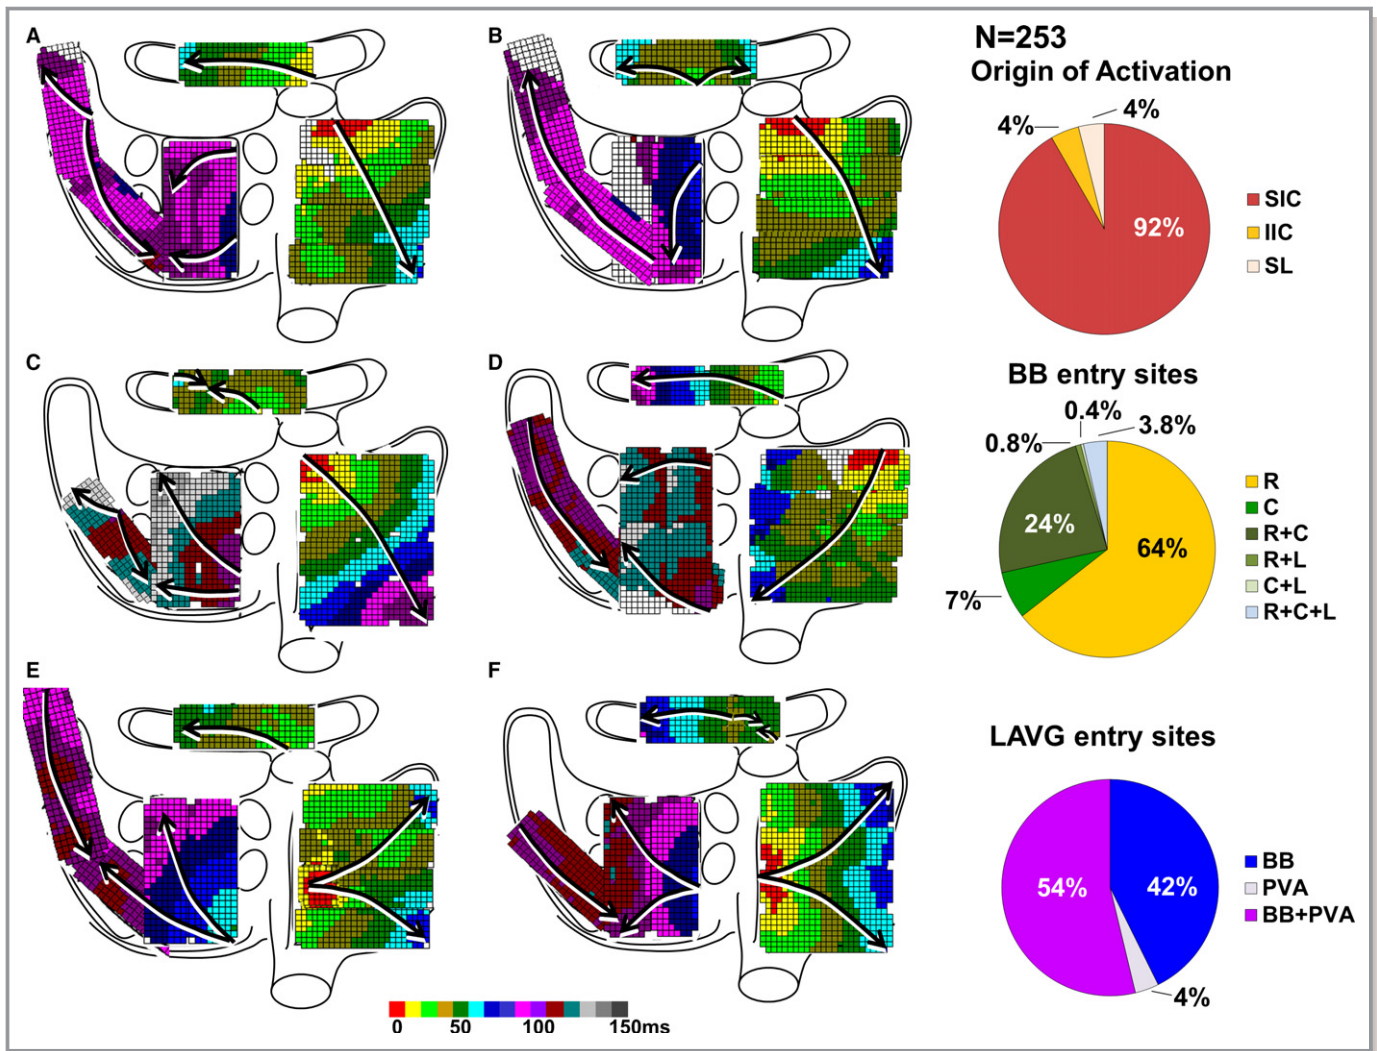 A
B
N=253
Origin of Activation
4%
4%
92%
SIC
IIC
SL
C
D
BB entry sites
0.4%
0.8%
3.8%
24%
64%
7%
R
C
R+C
R+L
C+L
R+C+L
E
F
LAVG entry sites
54%
42%
4%
BB
PVA
BB+PVA
0 50 100 150ms